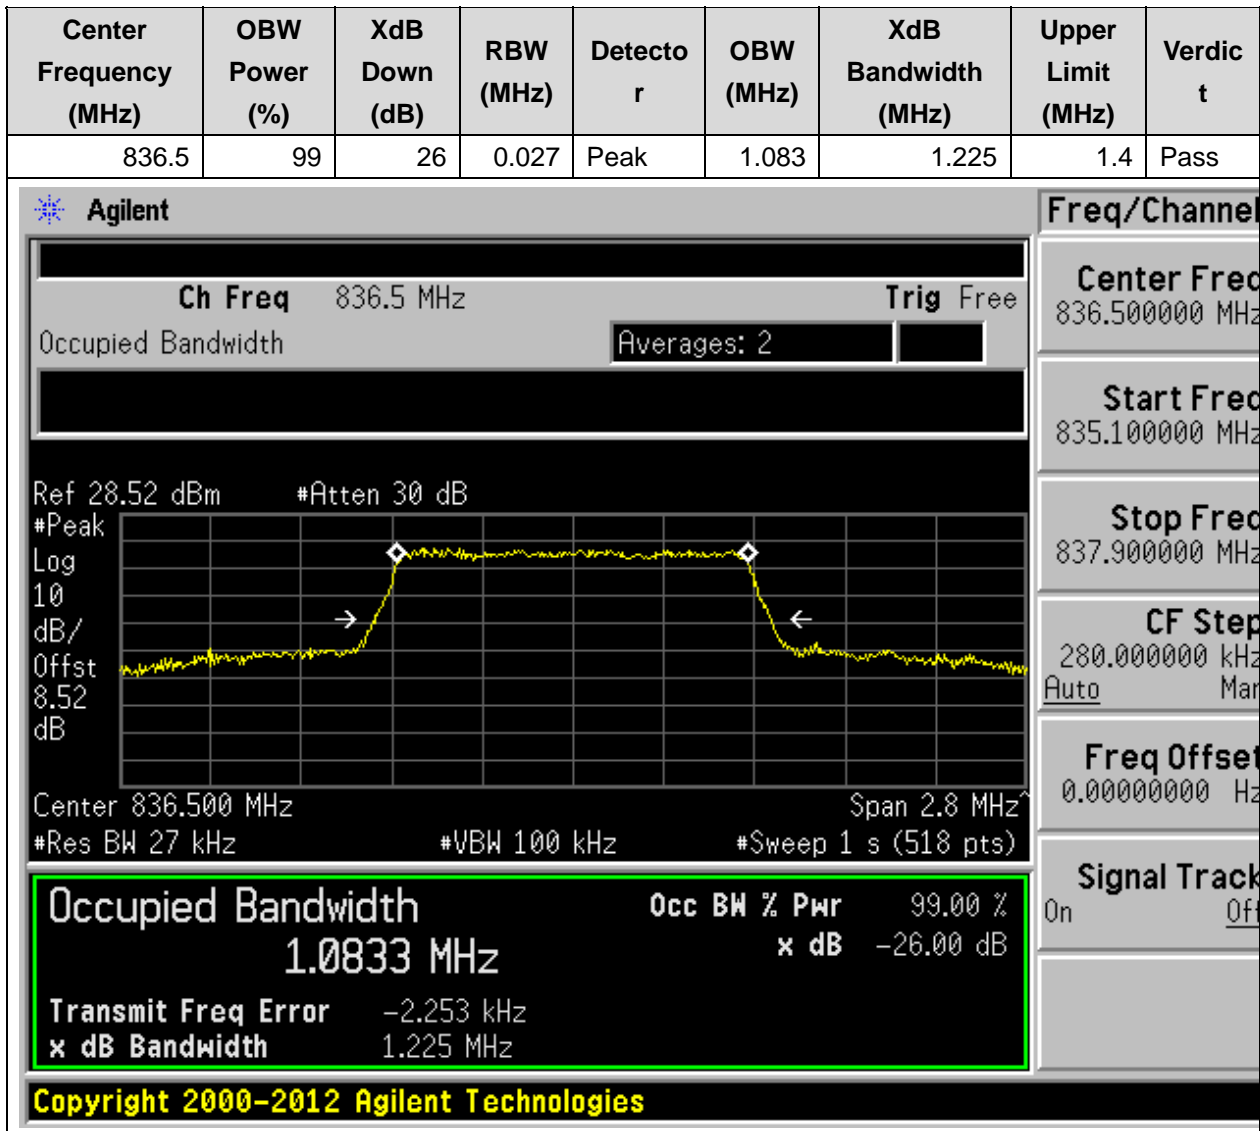 Center Frequency (MHz) OBW Power (%) XdB Down (dB) RBW (MHz) Detecto r OBW (MHz) XdB Bandwidth (MHz) Upper Limit (MHz) Verdic t
836.5 99 26 0.027 Peak 1.083 1.225 1.4 Pass
Agilent
Freq/Channel
Ch Freq 836.5 MHz Trig Free
Occupied Bandwidth Averages: 2
Center Freq
836.500000 MHz
Start Freq
835.100000 MHz
Stop Freq
837.900000 MHz
CF Step
280.000000 kHz
Auto Man
Freq Offset
0.00000000 Hz
Signal Track
On Off
Ref 28.52 dBm #Atten 30 dB
#Peak
Log
10
dB/
Offst
8.52
dB
Center 836.500 MHz Span 2.8 MHz^
#Res BW 27 kHz #VBW 100 kHz #Sweep 1 s (518 pts)
Occupied Bandwidth Occ BW % Pwr 99.00 %
1.0833 MHz x dB -26.00 dB
Transmit Freq Error -2.253 kHz
x dB Bandwidth 1.225 MHz
Copyright 2000-2012 Agilent Technologies